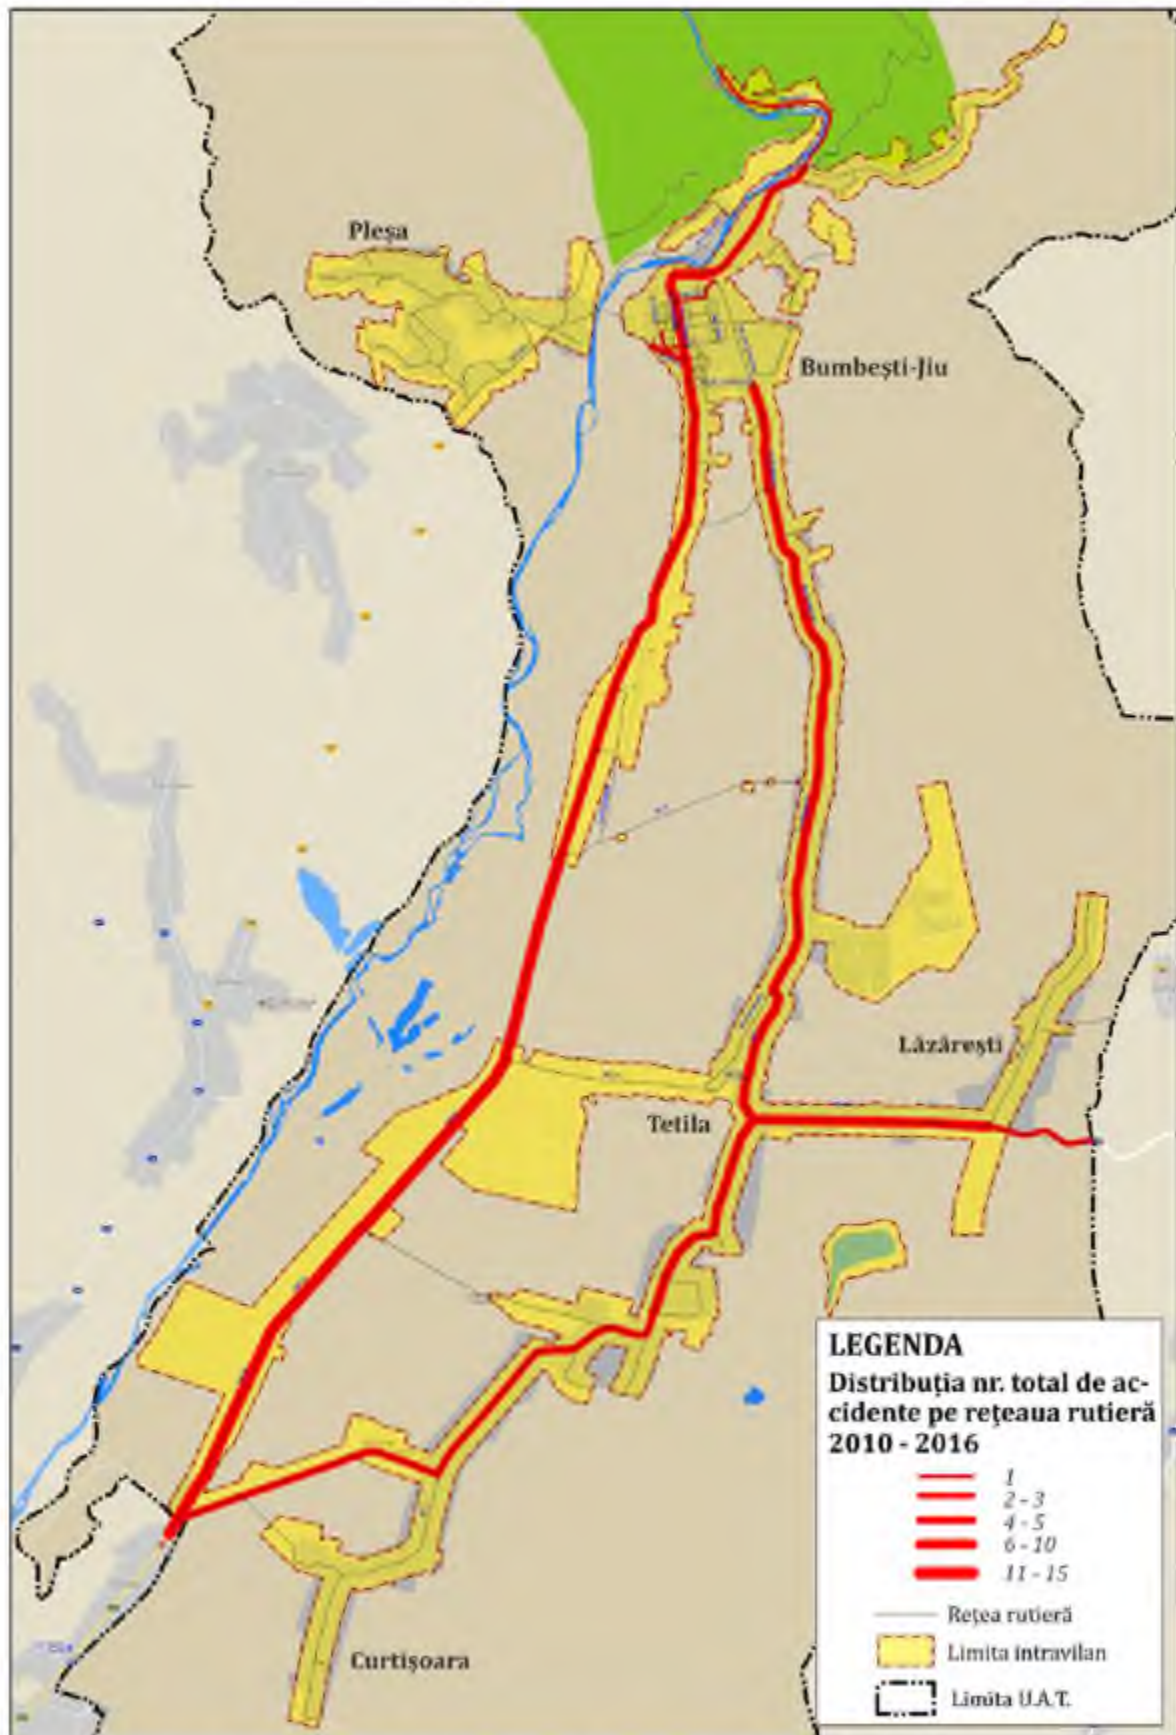 Pleșa
Bumbești-Jiu
Lăzărești
Tetila
Curtișoara
LEGENDA
Distribuția nr. total de ac-
cidente pe rețeaua rutieră
2010 - 2016
1
2 - 3
4 - 5
6 - 10
11 - 15
Rețea rutieră
Limita intravilan
Limita U.A.T.